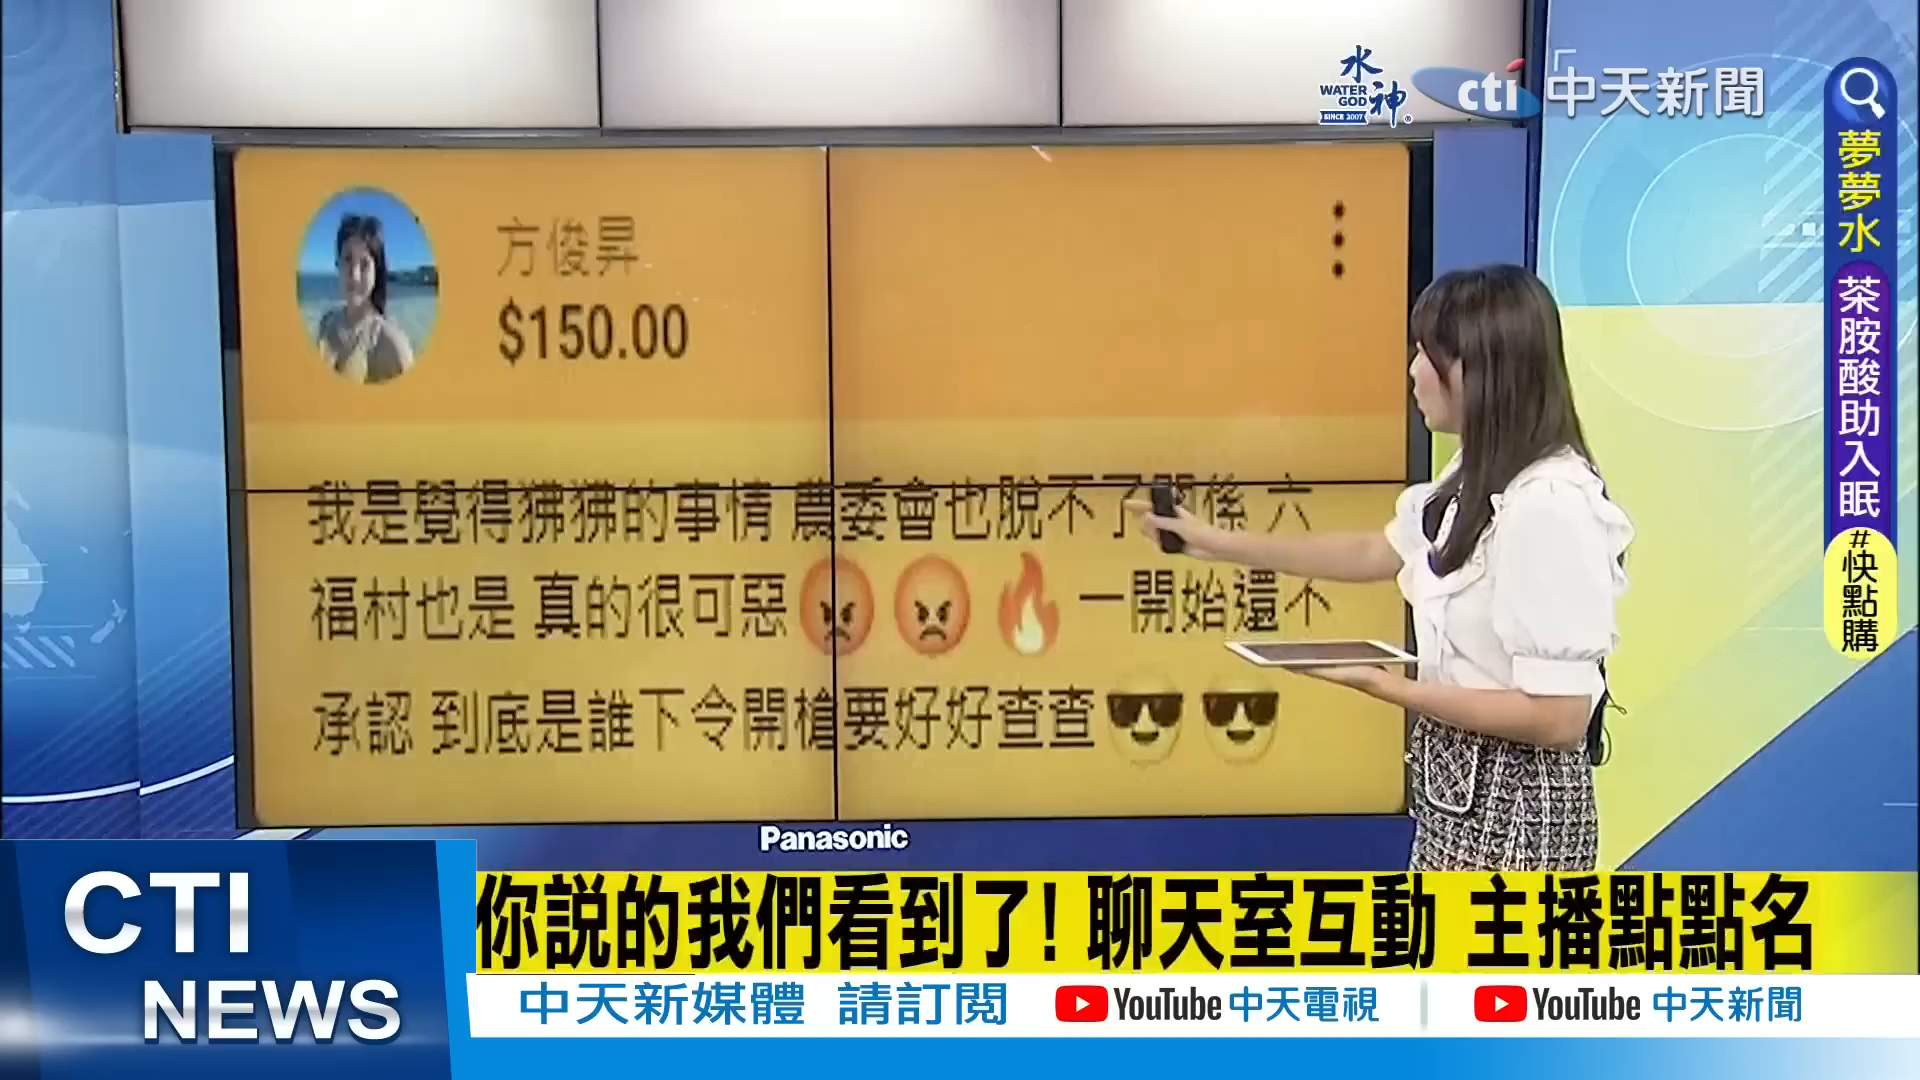 水神
WATER GOD
SINCE 2007
cti 中天新聞
夢夢水
茶胺酸助入眠
#快點購
方俊昇
$150.00
我是覺得狒狒的事情 農委會也脫不了關係 六
福村也是 真的很可惡😡😡🔥一開始還不
承認 到底是誰下令開槍要好好查查😎😎
Panasonic
CTI NEWS
你説的我們看到了! 聊天室互動 主播點點名
中天新媒體 請訂閱 YouTube 中天電視 | YouTube 中天新聞